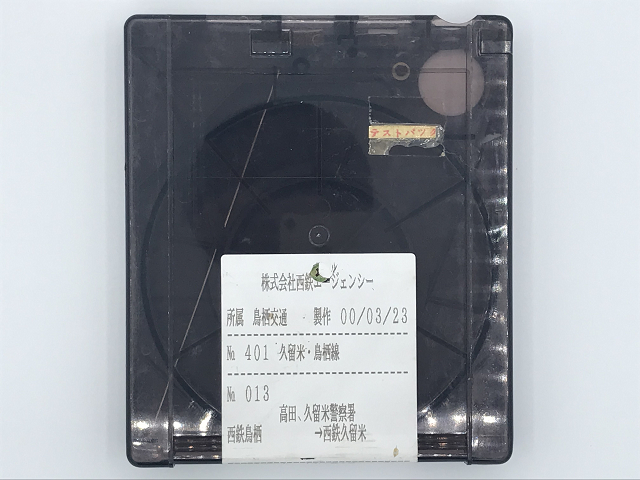 テストパック
株式会社西鉄エージェンシー
所属 鳥栖交通 製作 00/03/23
№ 401 久留米・鳥栖線
№ 013
高田、久留米警察署
西鉄鳥栖 →西鉄久留米